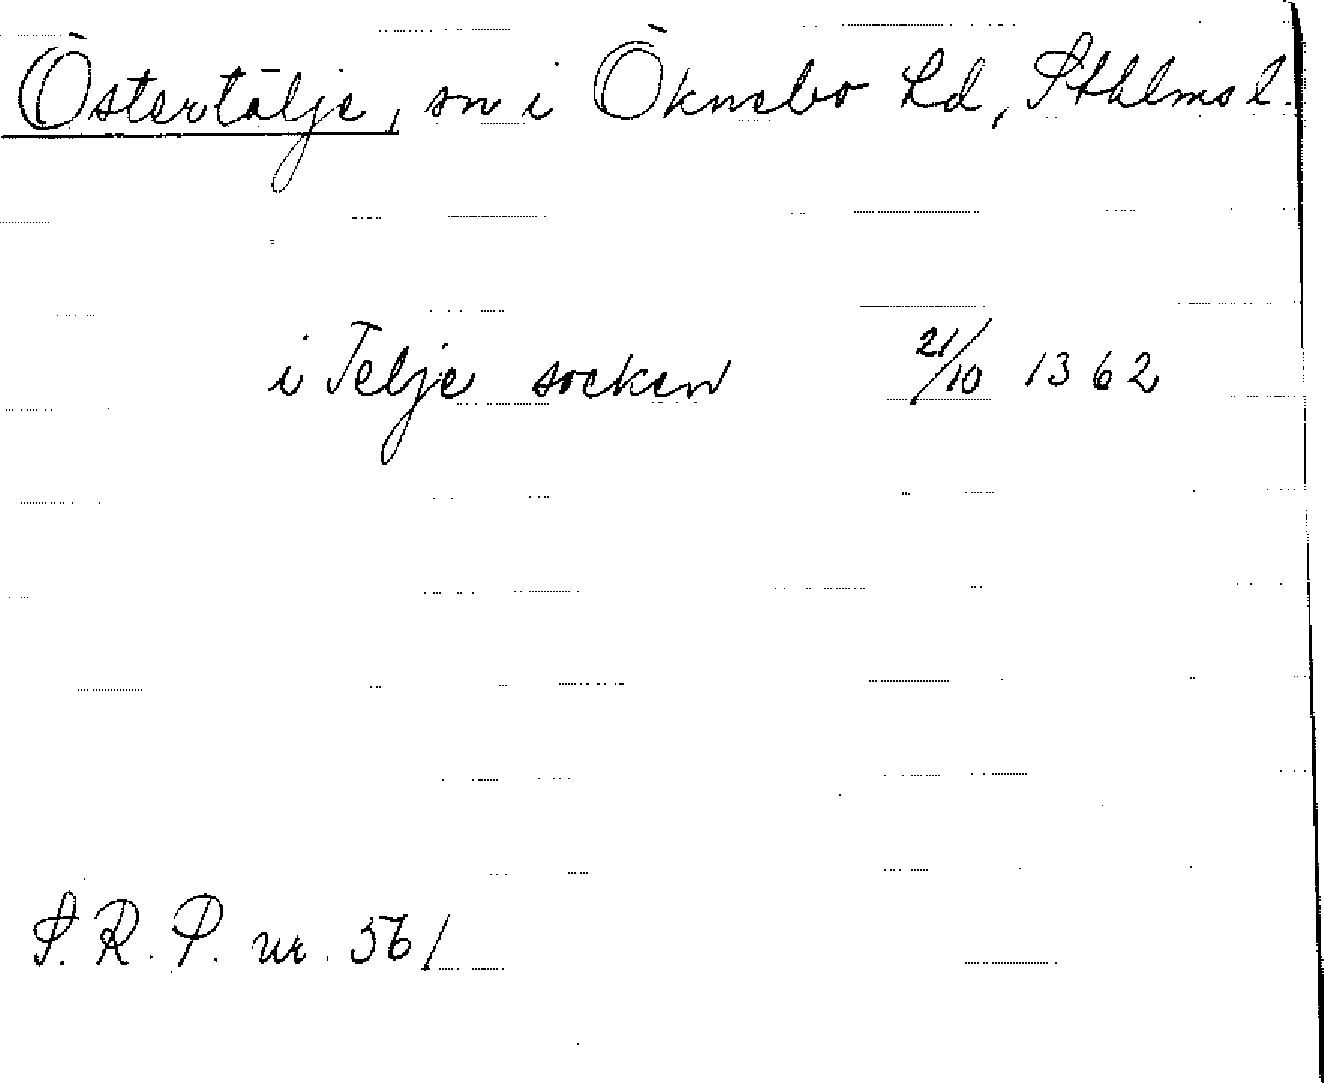 Östertälje, sn i Öknebo hd, Sthlms l.
i Telje socken 21/10 1362
S.R.P. nr. 561